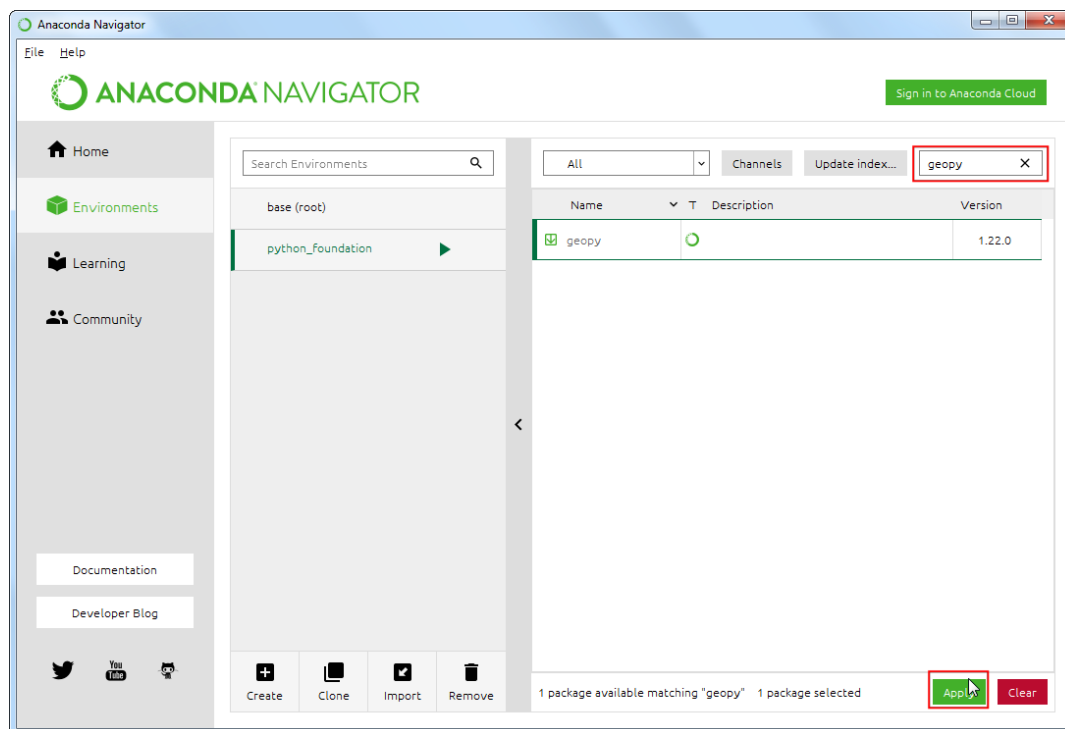 Anaconda Navigator
File Help
ANACONDA NAVIGATOR
Sign in to Anaconda Cloud
Home
Environments
Learning
Community
Documentation
Developer Blog
You
Tube
Search Environments
base (root)
python_foundation
Create Clone Import Remove
All Channels Update index... geopy X
Name T Description Version
geopy 1.22.0
1 package available matching "geopy" 1 package selected
Apply Clear